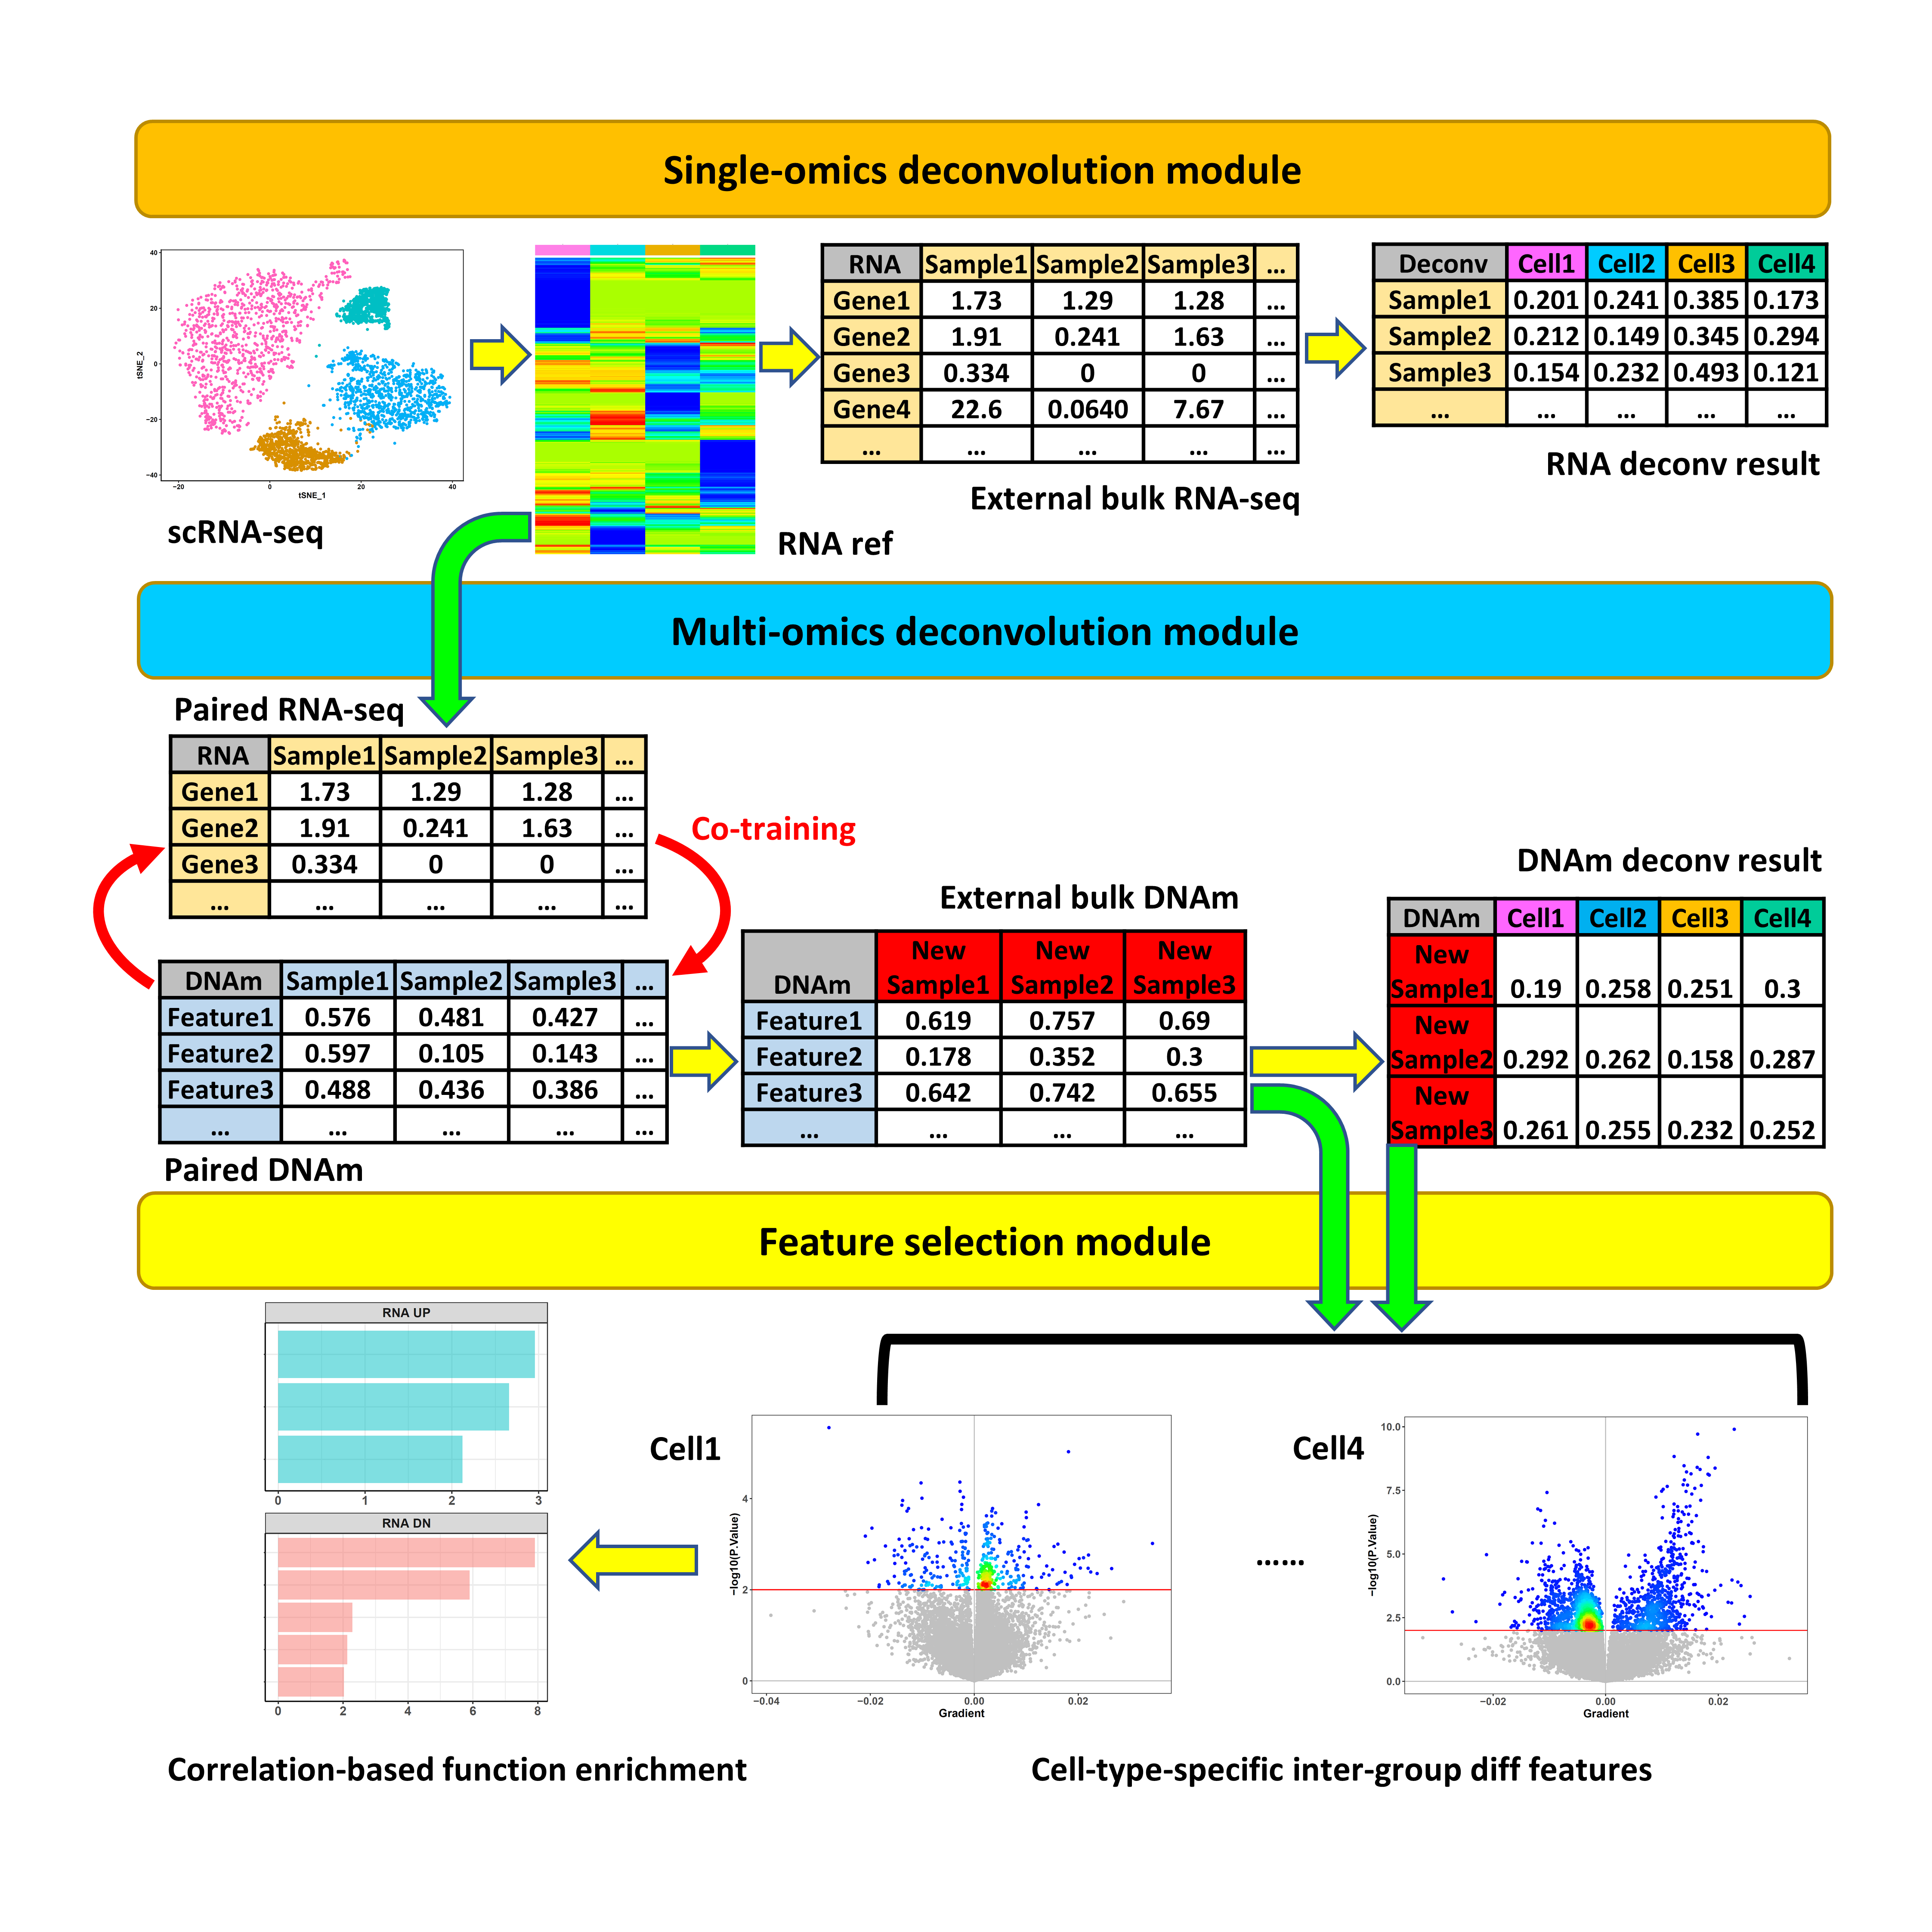 Single-omics deconvolution module
40
20
0
−20
−40
tSNE_2
−20 0 20 40
tSNE_1
scRNA-seq
RNA ref
RNA Sample1 Sample2 Sample3 ...
Gene1 1.73 1.29 1.28 ...
Gene2 1.91 0.241 1.63 ...
Gene3 0.334 0 0 ...
Gene4 22.6 0.0640 7.67 ...
... ... ... ... ...
External bulk RNA-seq
Deconv Cell1 Cell2 Cell3 Cell4
Sample1 0.201 0.241 0.385 0.173
Sample2 0.212 0.149 0.345 0.294
Sample3 0.154 0.232 0.493 0.121
... ... ... ... ...
RNA deconv result
Multi-omics deconvolution module
Paired RNA-seq
RNA Sample1 Sample2 Sample3 ...
Gene1 1.73 1.29 1.28 ...
Gene2 1.91 0.241 1.63 ...
Gene3 0.334 0 0 ...
... ... ... ... ...
Co-training
DNAm Sample1 Sample2 Sample3 ...
Feature1 0.576 0.481 0.427 ...
Feature2 0.597 0.105 0.143 ...
Feature3 0.488 0.436 0.386 ...
... ... ... ... ...
Paired DNAm
External bulk DNAm
New New New
DNAm Sample1 Sample2 Sample3
Feature1 0.619 0.757 0.69
Feature2 0.178 0.352 0.3
Feature3 0.642 0.742 0.655
... ... ... ...
DNAm deconv result
DNAm Cell1 Cell2 Cell3 Cell4
New
Sample1 0.19 0.258 0.251 0.3
New
Sample2 0.292 0.262 0.158 0.287
New
Sample3 0.261 0.255 0.232 0.252
Feature selection module
RNA UP
0 1 2 3
RNA DN
0 2 4 6 8
Correlation-based function enrichment
Cell1
4
2
0
−log10(P.Value)
−0.04 −0.02 0.00 0.02
Gradient
......
Cell4
10.0
7.5
5.0
2.5
0.0
−log10(P.Value)
−0.02 0.00 0.02
Gradient
Cell-type-specific inter-group diff features